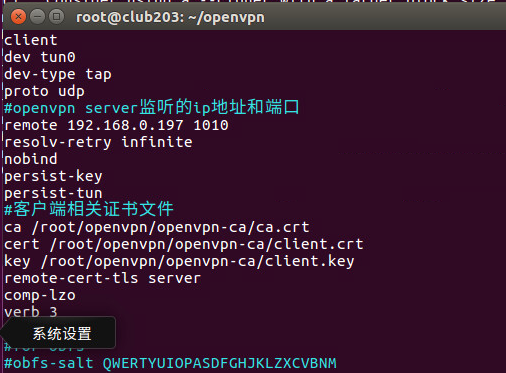 root@club203: ~/openvpn
client
dev tun0
dev-type tap
proto udp
#openvpn server监听的ip地址和端口
remote 192.168.0.197 1010
resolv-retry infinite
nobind
persist-key
persist-tun
#客户端相关证书文件
ca /root/openvpn/openvpn-ca/ca.crt
cert /root/openvpn/openvpn-ca/client.crt
key /root/openvpn/openvpn-ca/client.key
remote-cert-tls server
comp-lzo
verb 3
系统设置
#obfs-salt QWERTYUIOPASDFGHJKLZXCVBNM